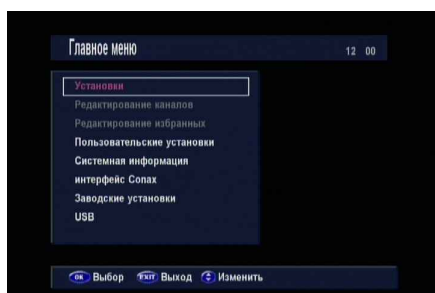 Главное меню
12 00
Установки
Редактирование каналов
Редактирование избранных
Пользовательские установки
Системная информация
интерфейс Conax
Заводские установки
USB
OK Выбор EXIT Выход Изменить